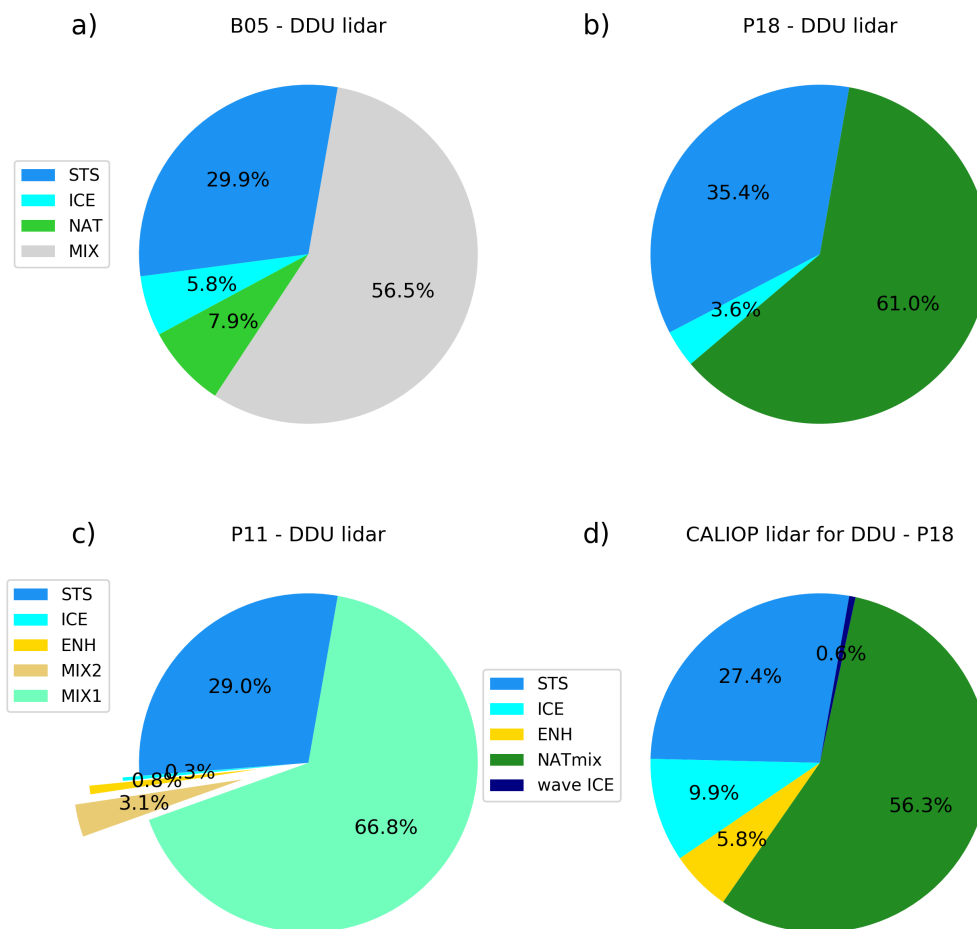 a)
B05 - DDU lidar
STS
ICE
NAT
MIX
29.9%
5.8%
7.9%
56.5%
b)
P18 - DDU lidar
35.4%
3.6%
61.0%
c)
P11 - DDU lidar
STS
ICE
ENH
MIX2
MIX1
29.0%
0.3%
0.8%
3.1%
66.8%
d)
CALIOP lidar for DDU - P18
STS
ICE
ENH
NATmix
wave ICE
0.6%
27.4%
9.9%
5.8%
56.3%